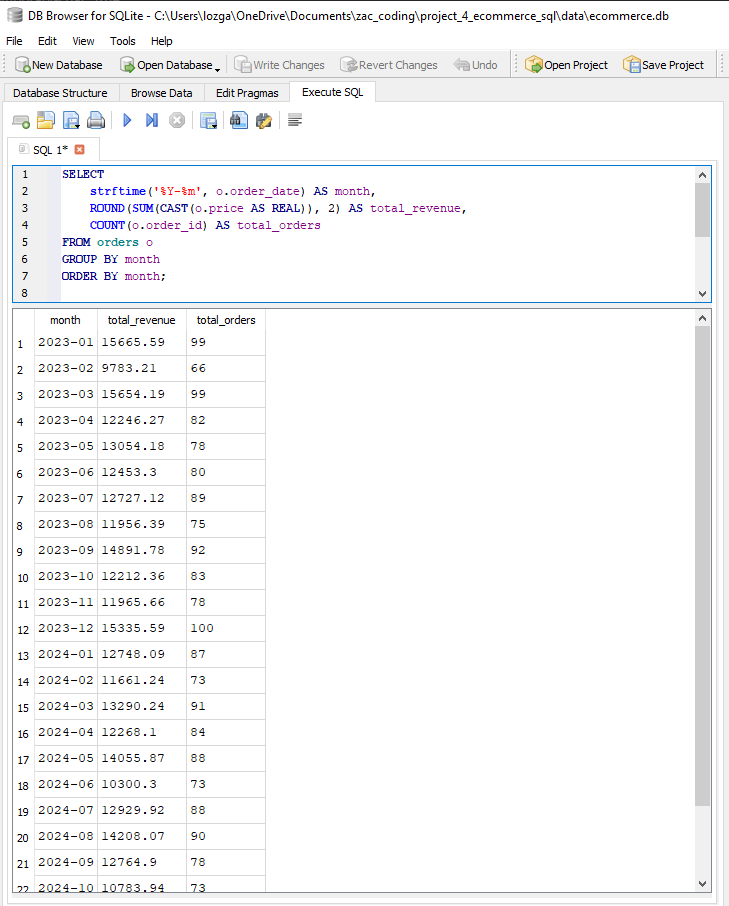 DB Browser for SQLite - C:\Users\lozga\OneDrive\Documents\zac_coding\project_4_ecommerce_sql\data\ecommerce.db
File Edit View Tools Help
New Database Open Database Write Changes Revert Changes Undo Open Project Save Project
Database Structure Browse Data Edit Pragmas Execute SQL
SQL 1*
1 SELECT
2 strftime('%Y-%m', o.order_date) AS month,
3 ROUND(SUM(CAST(o.price AS REAL)), 2) AS total_revenue,
4 COUNT(o.order_id) AS total_orders
5 FROM orders o
6 GROUP BY month
7 ORDER BY month;
8
month total_revenue total_orders
1 2023-01 15665.59 99
2 2023-02 9783.21 66
3 2023-03 15654.19 99
4 2023-04 12246.27 82
5 2023-05 13054.18 78
6 2023-06 12453.3 80
7 2023-07 12727.12 89
8 2023-08 11956.39 75
9 2023-09 14891.78 92
10 2023-10 12212.36 83
11 2023-11 11965.66 78
12 2023-12 15335.59 100
13 2024-01 12748.09 87
14 2024-02 11661.24 73
15 2024-03 13290.24 91
16 2024-04 12268.1 84
17 2024-05 14055.87 88
18 2024-06 10300.3 73
19 2024-07 12929.92 88
20 2024-08 14208.07 90
21 2024-09 12764.9 78
22 2024-10 10783.94 73